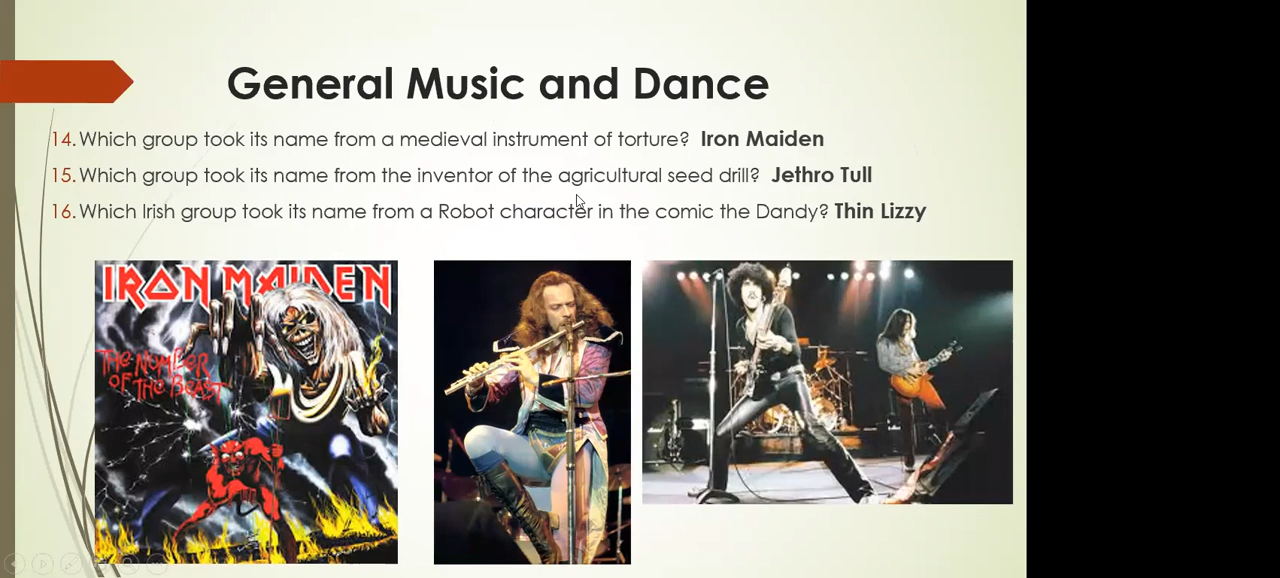 General Music and Dance
14. Which group took its name from a medieval instrument of torture? Iron Maiden
15. Which group took its name from the inventor of the agricultural seed drill? Jethro Tull
16. Which Irish group took its name from a Robot character in the comic the Dandy? Thin Lizzy
IRON MAIDEN
THE NUMBER
OF THE BEAST